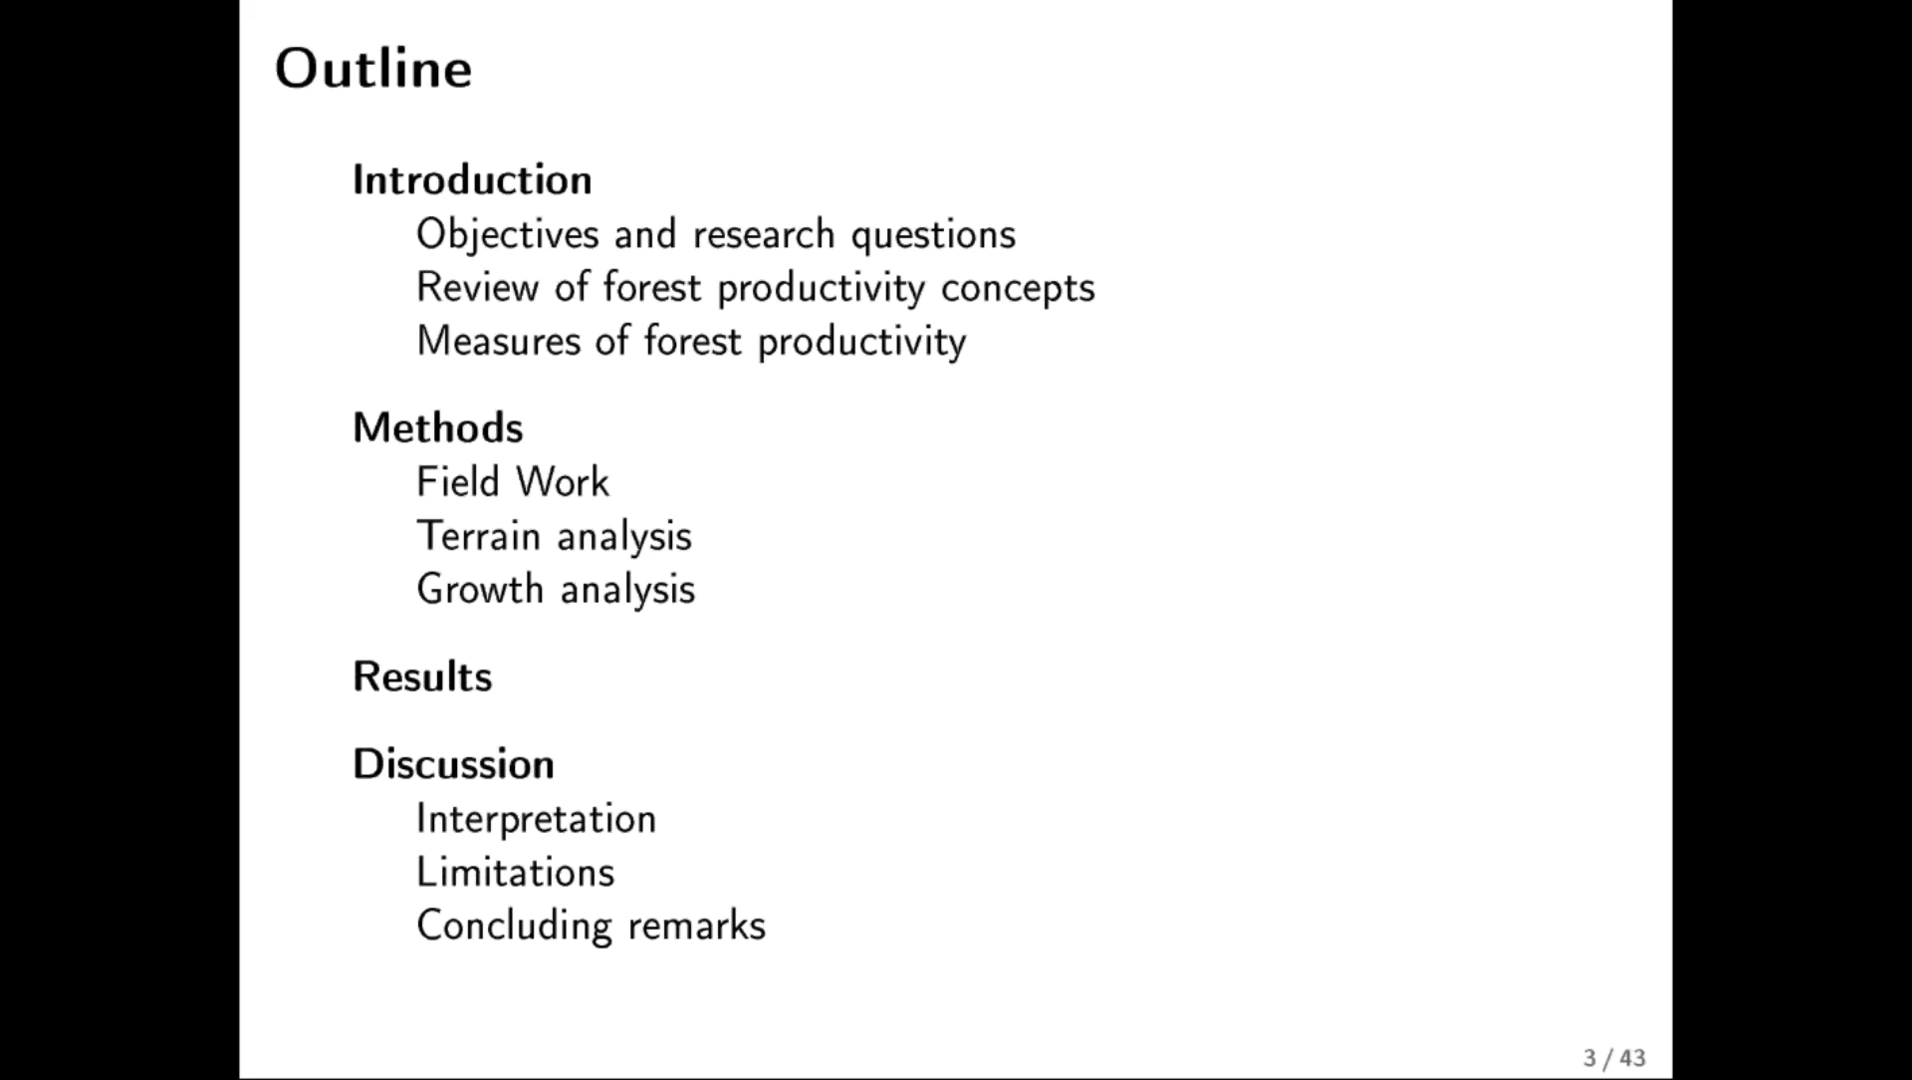 Outline
Introduction
Objectives and research questions
Review of forest productivity concepts
Measures of forest productivity
Methods
Field Work
Terrain analysis
Growth analysis
Results
Discussion
Interpretation
Limitations
Concluding remarks
3 / 43